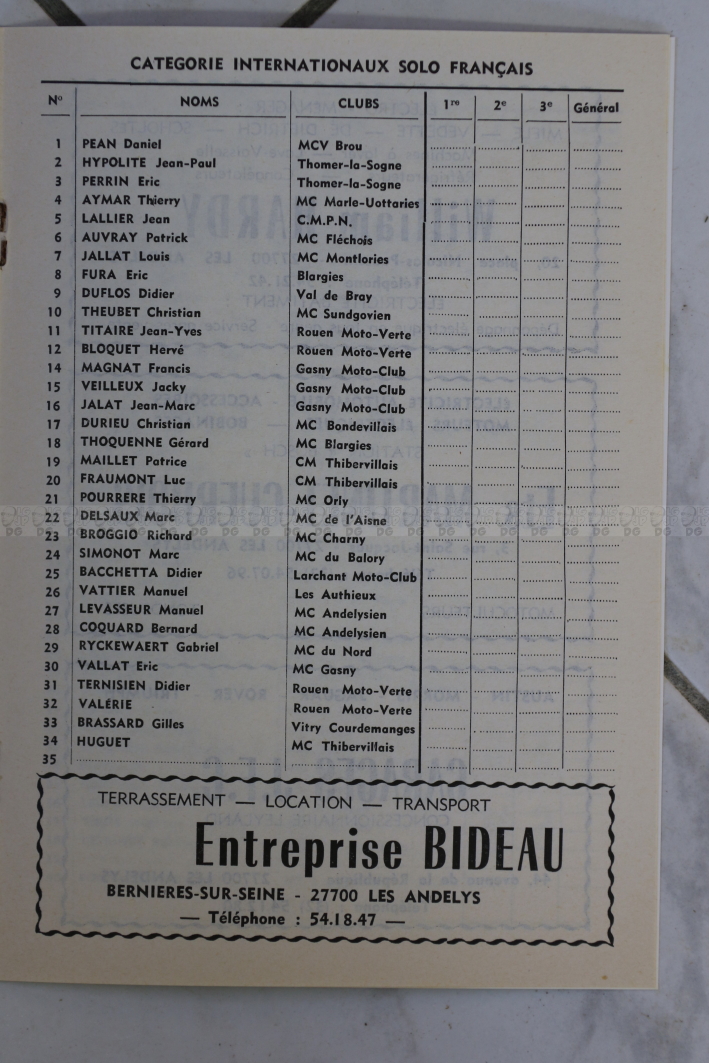 CATEGORIE INTERNATIONAUX SOLO FRANÇAIS
Nº NOMS CLUBS 1re 2e 3e Général
1 PEAN Daniel MCV Brou
2 HYPOLITE Jean-Paul Thomer-la-Sogne
3 PERRIN Eric Thomer-la-Sogne
4 AYMAR Thierry MC Marle-Uottaries
5 LALLIER Jean C.M.P.N.
6 AUVRAY Patrick MC Fléchois
7 JALLAT Louis MC Montlories
8 FURA Eric Blargies
9 DUFLOS Didier Val de Bray
10 THEUBET Christian MC Sundgovien
11 TITAIRE Jean-Yves Rouen Moto-Verte
12 BLOQUET Hervé Rouen Moto-Verte
14 MAGNAT Francis Gasny Moto-Club
15 VEILLEUX Jacky Gasny Moto-Club
16 JALAT Jean-Marc Gasny Moto-Club
17 DURIEU Christian MC Bondevillais
18 THOQUENNE Gérard MC Blargies
19 MAILLET Patrice CM Thibervillais
20 FRAUMONT Luc CM Thibervillais
21 POURRERE Thierry MC Orly
22 DELSAUX Marc MC de l'Aisne
23 BROGGIO Richard MC Charny
24 SIMONOT Marc MC du Balory
25 BACCHETTA Didier Larchant Moto-Club
26 VATTIER Manuel Les Authieux
27 LEVASSEUR Manuel MC Andelysien
28 COQUARD Bernard MC Andelysien
29 RYCKEWAERT Gabriel MC du Nord
30 VALLAT Eric MC Gasny
31 TERNISIEN Didier Rouen Moto-Verte
32 VALÉRIE Rouen Moto-Verte
33 BRASSARD Gilles Vitry Courdemanges
34 HUGUET MC Thibervillais
35
TERRASSEMENT — LOCATION — TRANSPORT
Entreprise BIDEAU
BERNIERES-SUR-SEINE - 27700 LES ANDELYS
— Téléphone : 54.18.47 —